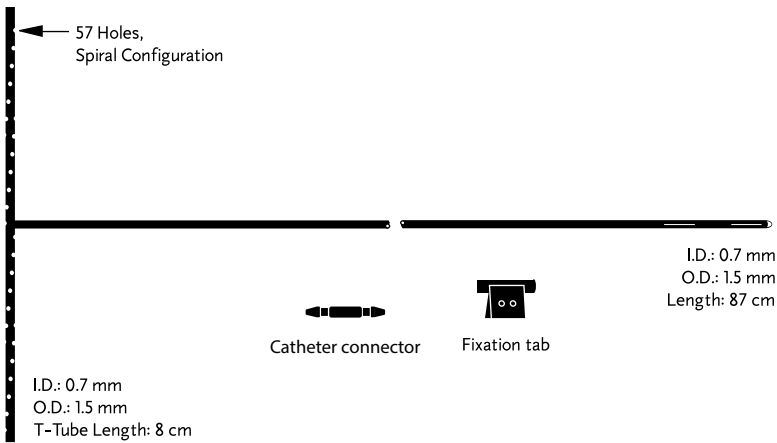 57 Holes,
Spiral Configuration
I.D.: 0.7 mm
O.D.: 1.5 mm
Length: 87 cm
Catheter connector
Fixation tab
I.D.: 0.7 mm
O.D.: 1.5 mm
T-Tube Length: 8 cm